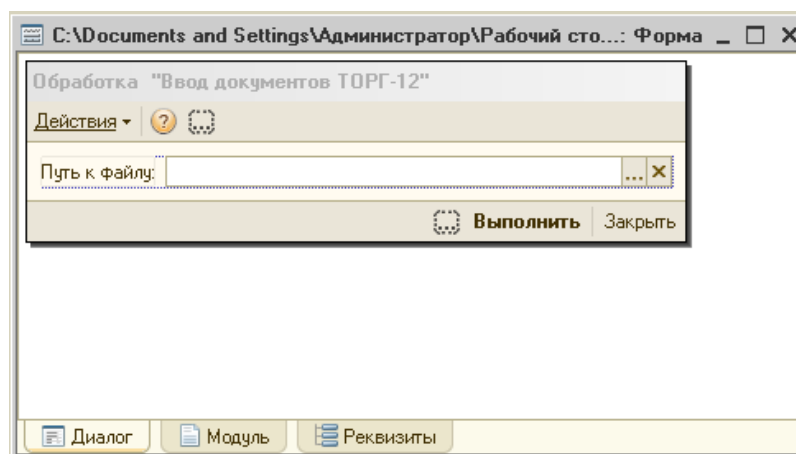 C:\Documents and Settings\Администратор\Рабочий сто...: Форма
Обработка "Ввод документов ТОРГ-12"
Действия
Путь к файлу: ...
Выполнить Закрыть
Диалог Модуль Реквизиты